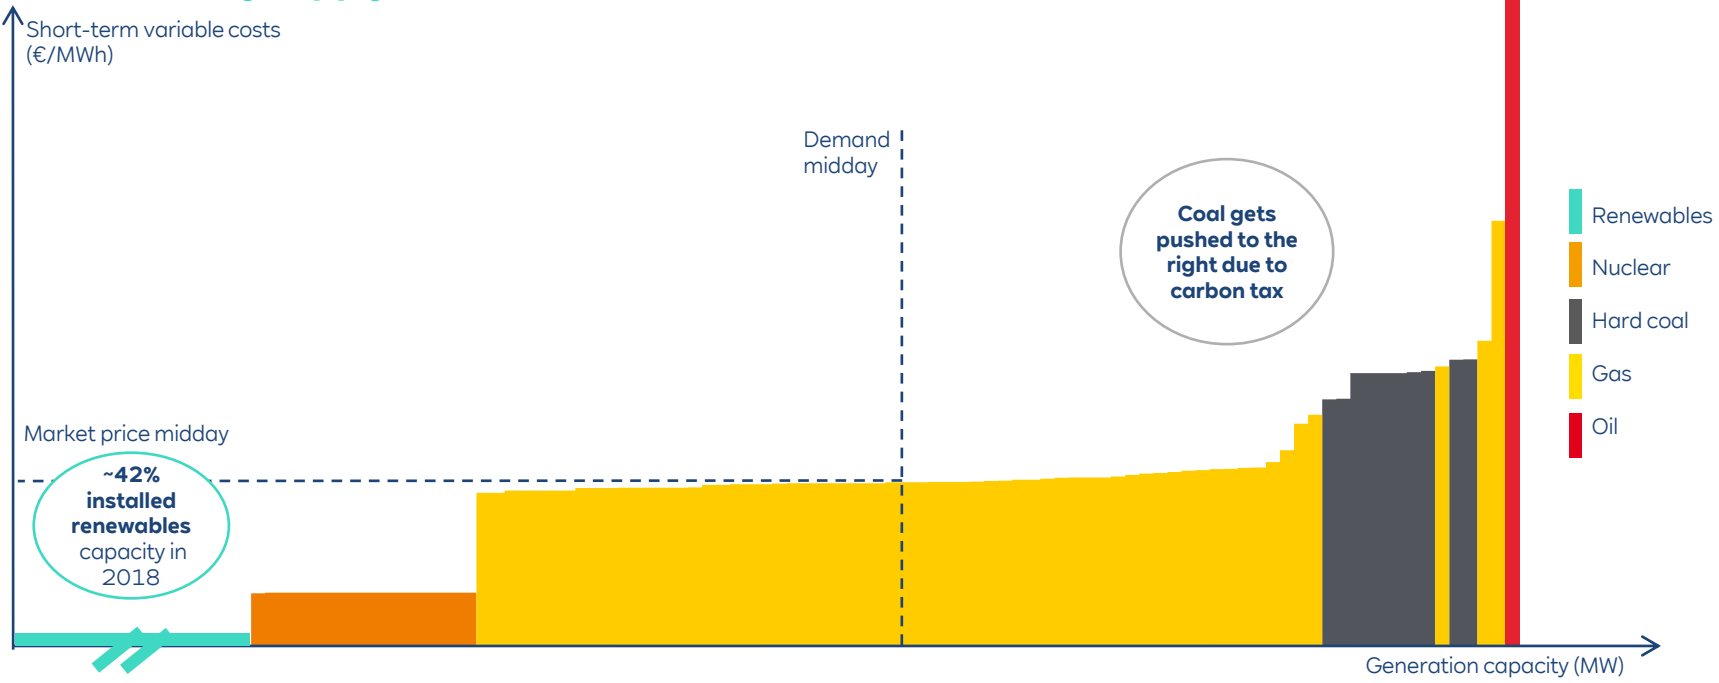 Short-term variable costs
(€/MWh)
Demand
midday
Coal gets
pushed to the
right due to
carbon tax
Renewables
Nuclear
Hard coal
Gas
Oil
Market price midday
~42%
installed
renewables
capacity in
2018
Generation capacity (MW)